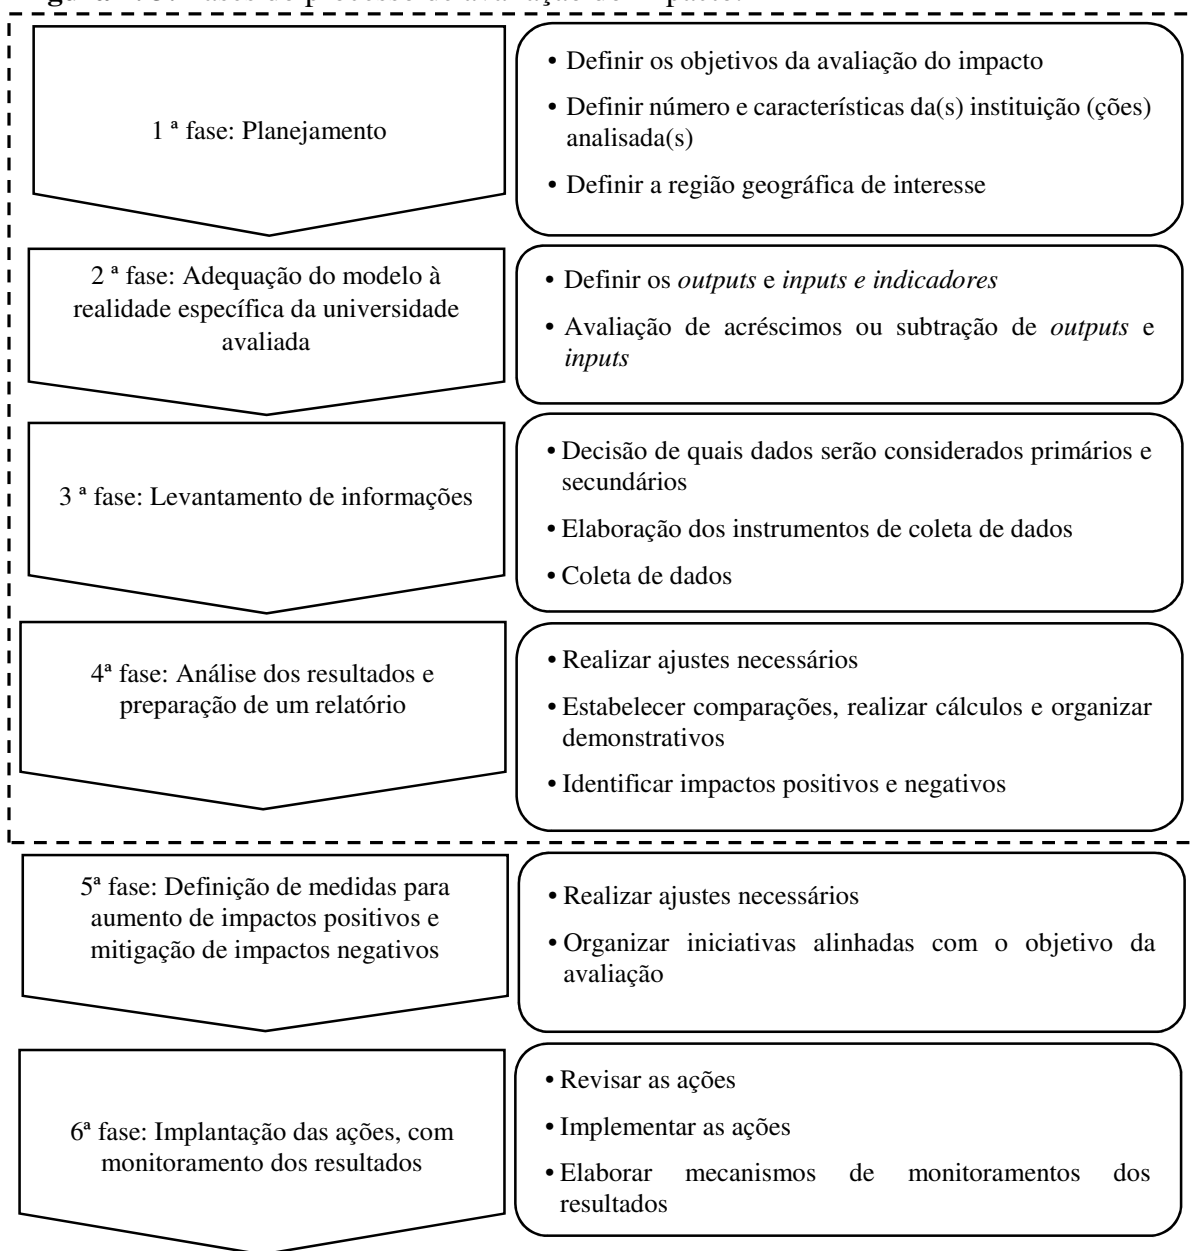 1 ª fase: Planejamento
• Definir os objetivos da avaliação do impacto
• Definir número e características da(s) instituição (ções)
analisada(s)
• Definir a região geográfica de interesse
2 ª fase: Adequação do modelo à
realidade específica da universidade
avaliada
• Definir os outputs e inputs e indicadores
• Avaliação de acréscimos ou subtração de outputs e
inputs
3 ª fase: Levantamento de informações
• Decisão de quais dados serão considerados primários e
secundários
• Elaboração dos instrumentos de coleta de dados
• Coleta de dados
4ª fase: Análise dos resultados e
preparação de um relatório
• Realizar ajustes necessários
• Estabelecer comparações, realizar cálculos e organizar
demonstrativos
• Identificar impactos positivos e negativos
5ª fase: Definição de medidas para
aumento de impactos positivos e
mitigação de impactos negativos
• Realizar ajustes necessários
• Organizar iniciativas alinhadas com o objetivo da
avaliação
6ª fase: Implantação das ações, com
monitoramento dos resultados
• Revisar as ações
• Implementar as ações
• Elaborar mecanismos de monitoramentos dos
resultados